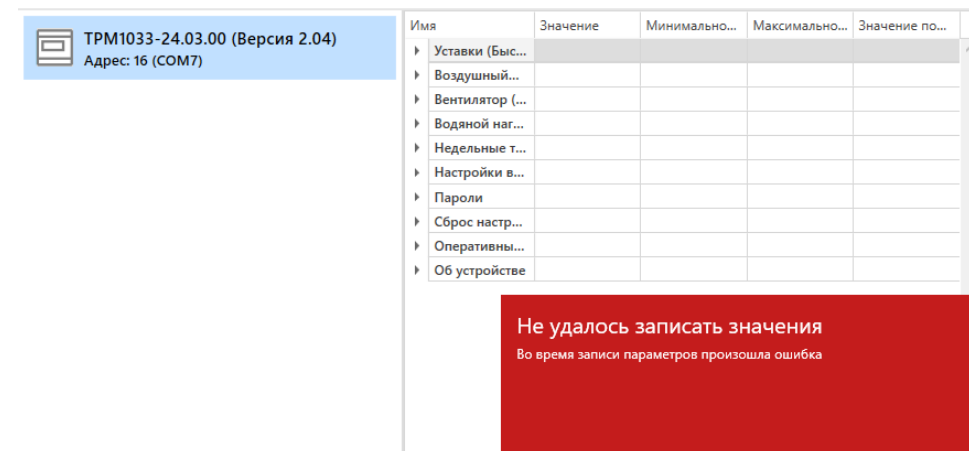 ТРМ1033-24.03.00 (Версия 2.04)
Адрес: 16 (COM7)
Имя Значение Минимально... Максимально... Значение по...
Уставки (Быс...
Воздушный...
Вентилятор (...
Водяной наг...
Недельные т...
Настройки в...
Пароли
Сброс настр...
Оперативны...
Об устройстве
Не удалось записать значения
Во время записи параметров произошла ошибка